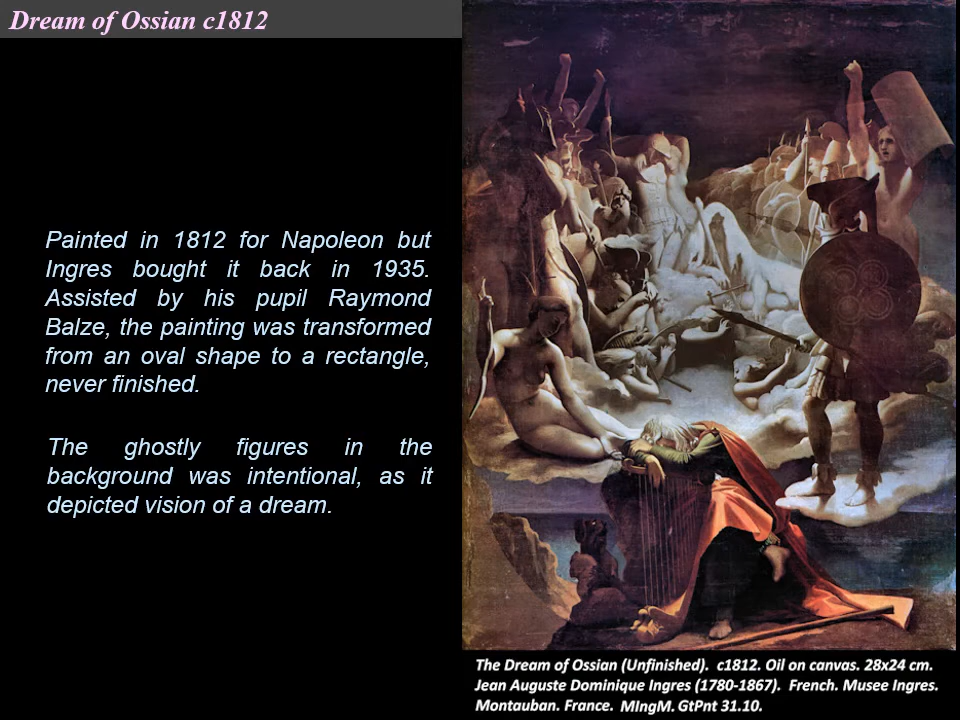 Dream of Ossian c1812
Painted in 1812 for Napoleon but
Ingres bought it back in 1935.
Assisted by his pupil Raymond
Balze, the painting was transformed
from an oval shape to a rectangle,
never finished.
The ghostly figures in the
background was intentional, as it
depicted vision of a dream.
The Dream of Ossian (Unfinished). c1812. Oil on canvas. 28x24 cm.
Jean Auguste Dominique Ingres (1780-1867). French. Musee Ingres.
Montauban. France. MIngM. GtPnt 31.10.